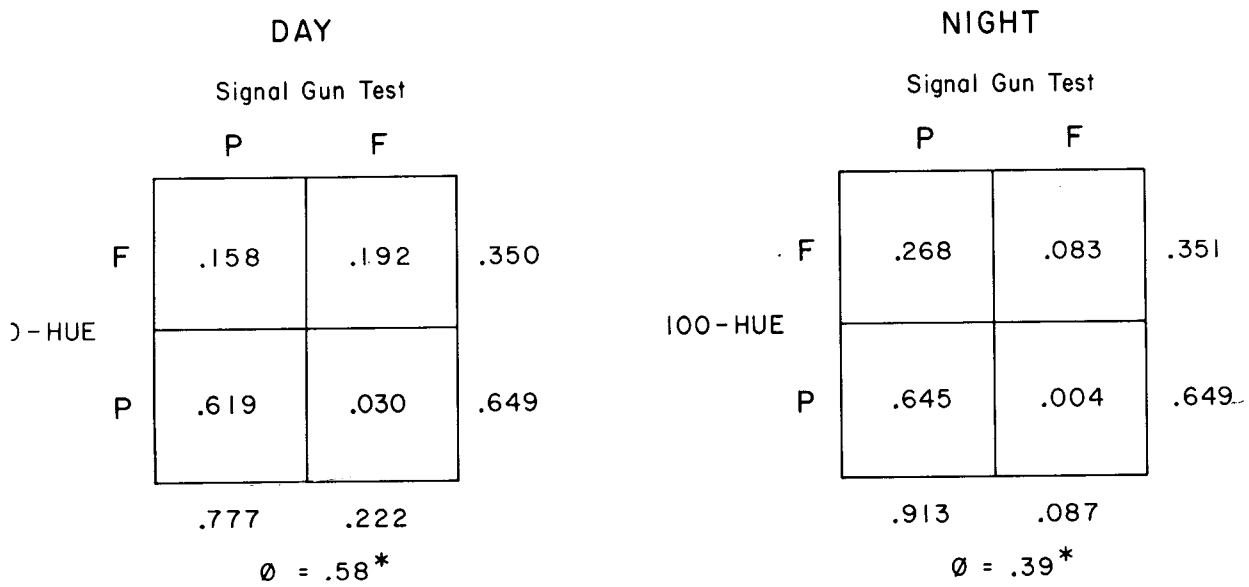 DAY
Signal Gun Test
P F
F .158 .192 .350
)-HUE
P .619 .030 .649
.777 .222
Ø = .58*
NIGHT
Signal Gun Test
P F
F .268 .083 .351
100-HUE
P .645 .004 .649
.913 .087
Ø = .39*